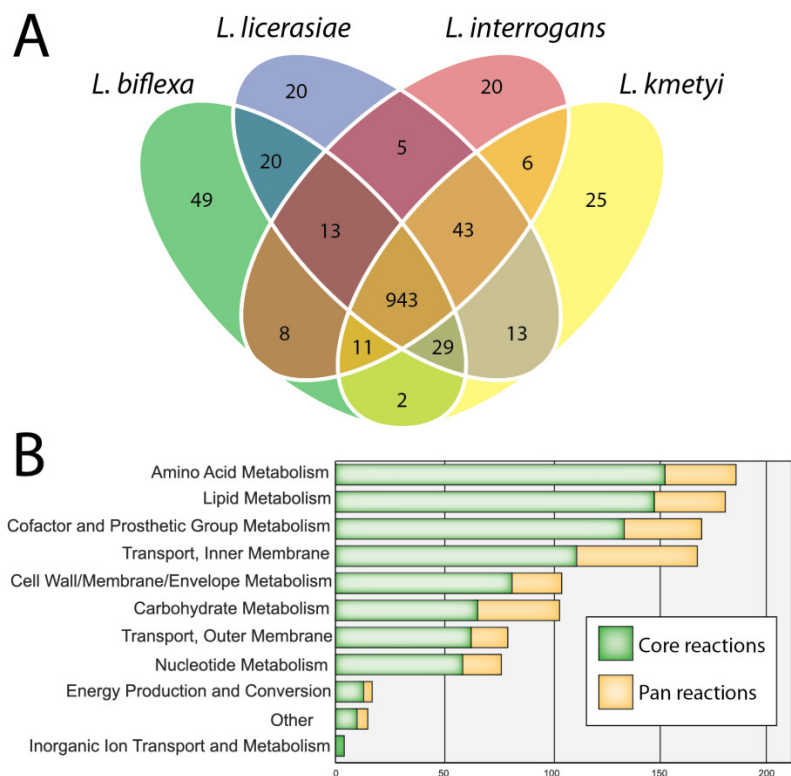 A
L. licerasiae
L. interrogans
L. biflexa
L. kmetyi
20
20
20
5
6
49
25
13
43
943
8
11
29
13
2
B
Amino Acid Metabolism
Lipid Metabolism
Cofactor and Prosthetic Group Metabolism
Transport, Inner Membrane
Cell Wall/Membrane/Envelope Metabolism
Carbohydrate Metabolism
Transport, Outer Membrane
Nucleotide Metabolism
Energy Production and Conversion
Other
Inorganic Ion Transport and Metabolism
Core reactions
Pan reactions
0 50 100 150 200